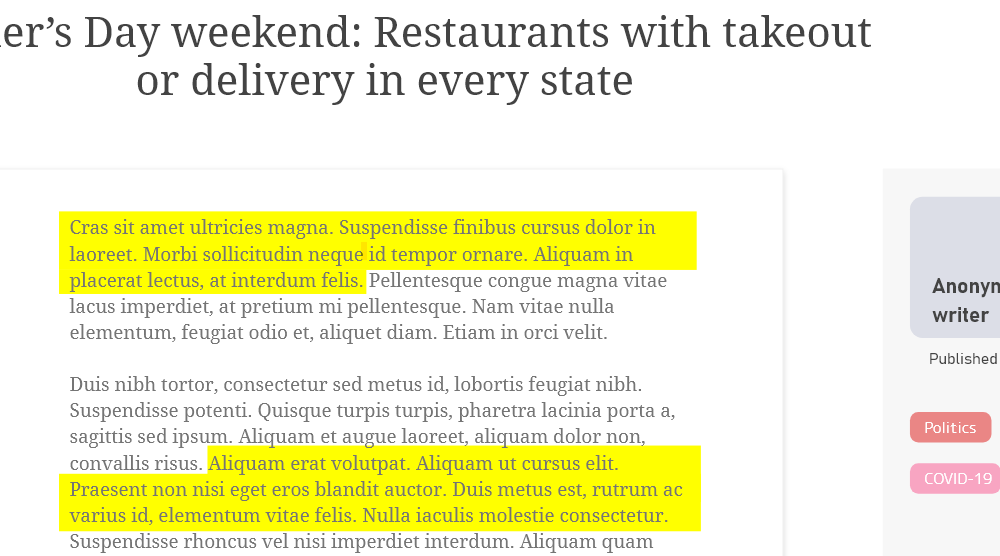 er’s Day weekend: Restaurants with takeout
or delivery in every state
Cras sit amet ultricies magna. Suspendisse finibus cursus dolor in
laoreet. Morbi sollicitudin neque id tempor ornare. Aliquam in
placerat lectus, at interdum felis. Pellentesque congue magna vitae
lacus imperdiet, at pretium mi pellentesque. Nam vitae nulla
elementum, feugiat odio et, aliquet diam. Etiam in orci velit.
Duis nibh tortor, consectetur sed metus id, lobortis feugiat nibh.
Suspendisse potenti. Quisque turpis turpis, pharetra lacinia porta a,
sagittis sed ipsum. Aliquam et augue laoreet, aliquam dolor non,
convallis risus. Aliquam erat volutpat. Aliquam ut cursus elit.
Praesent non nisi eget eros blandit auctor. Duis metus est, rutrum ac
varius id, elementum vitae felis. Nulla iaculis molestie consectetur.
Suspendisse rhoncus vel nisi imperdiet interdum. Aliquam quam
Anonyn
writer
Published
Politics
COVID-19